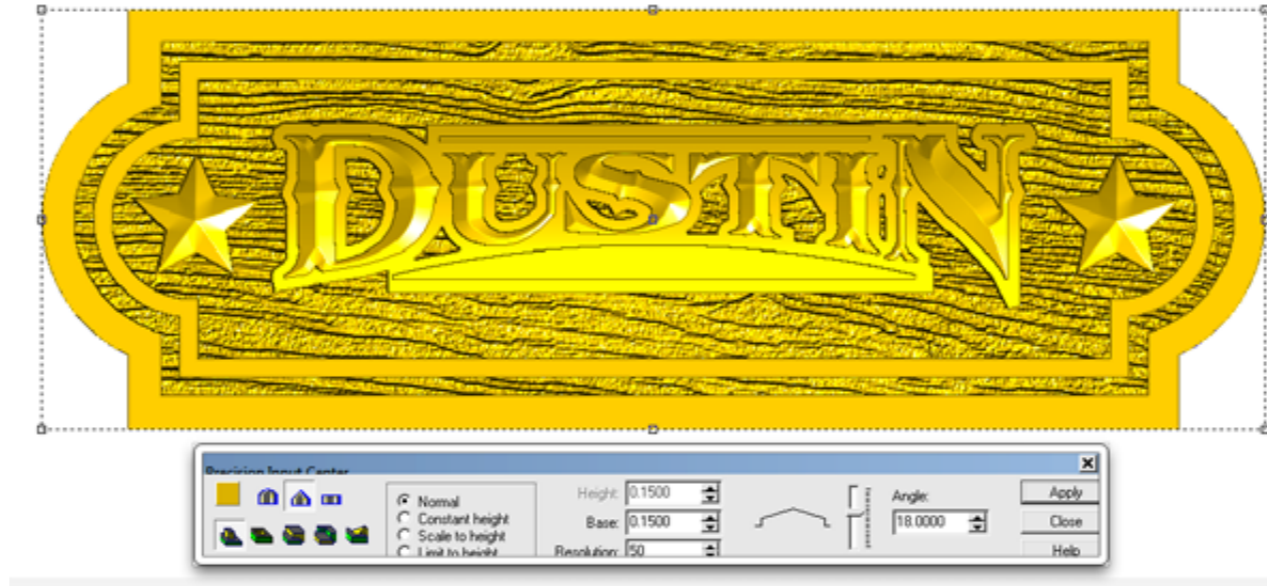 DUSTIN
Precision Input Center
Normal
Constant height
Scale to height
Limit to height
Height: 0.1500
Base: 0.1500
Resolution: 50
Angle:
18.0000
Apply
Close
Help